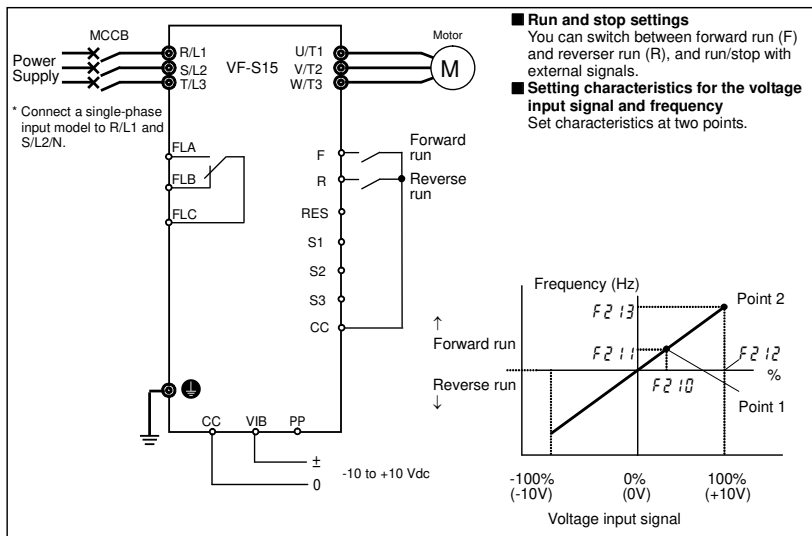 MCCB
Power
Supply
R/L1
S/L2
T/L3
VF-S15
U/T1
V/T2
W/T3
Motor
M
* Connect a single-phase
input model to R/L1 and
S/L2/N.
FLA
FLB
FLC
F
R
RES
S1
S2
S3
CC
Forward
run
Reverse
run
CC
VIB
PP
±
0
-10 to +10 Vdc
■ Run and stop settings
You can switch between forward run (F)
and reverser run (R), and run/stop with
external signals.
■ Setting characteristics for the voltage
input signal and frequency
Set characteristics at two points.
Frequency (Hz)
F213
Point 2
↑
Forward run
F211
F212
%
Reverse run
↓
F210
Point 1
-100%
(-10V)
0%
(0V)
100%
(+10V)
Voltage input signal